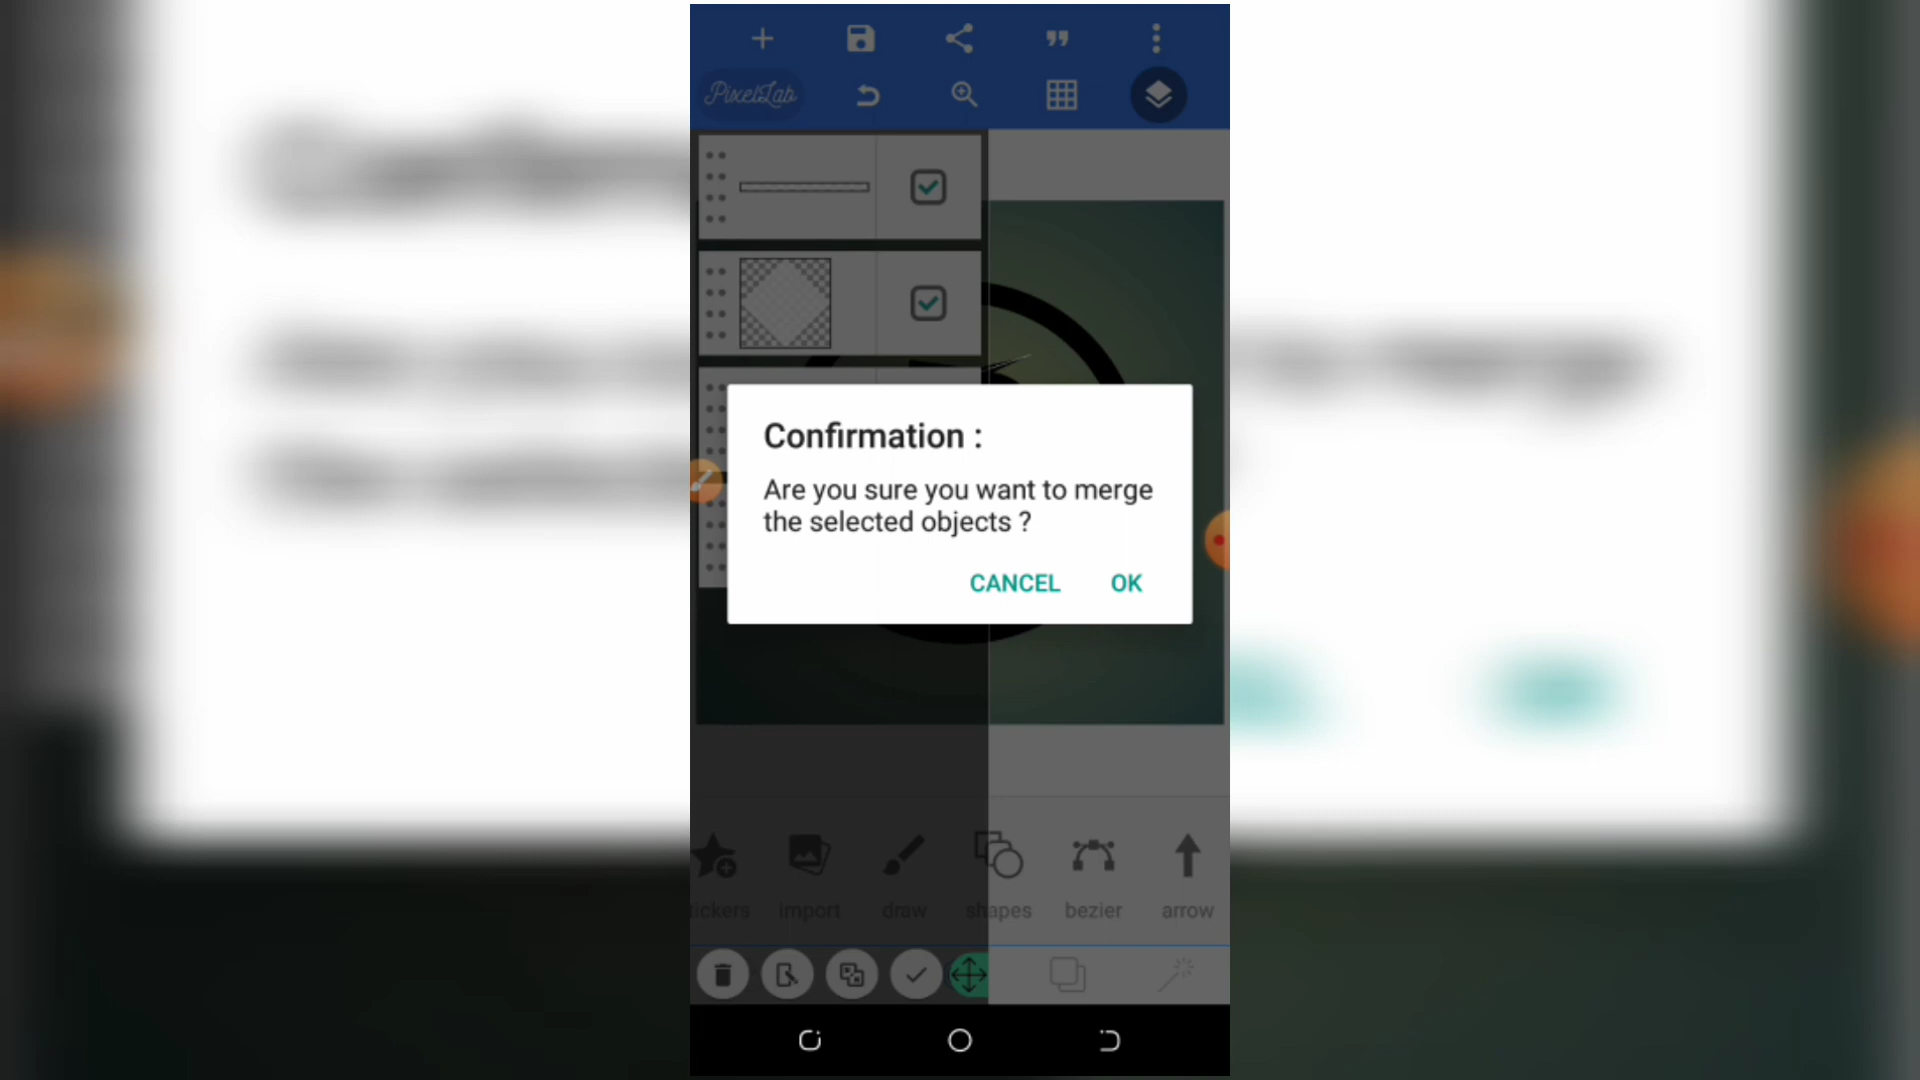 PixelLab
Confirmation :
Are you sure you want to merge
the selected objects ?
CANCEL OK
tickers import draw shapes bezier arrow